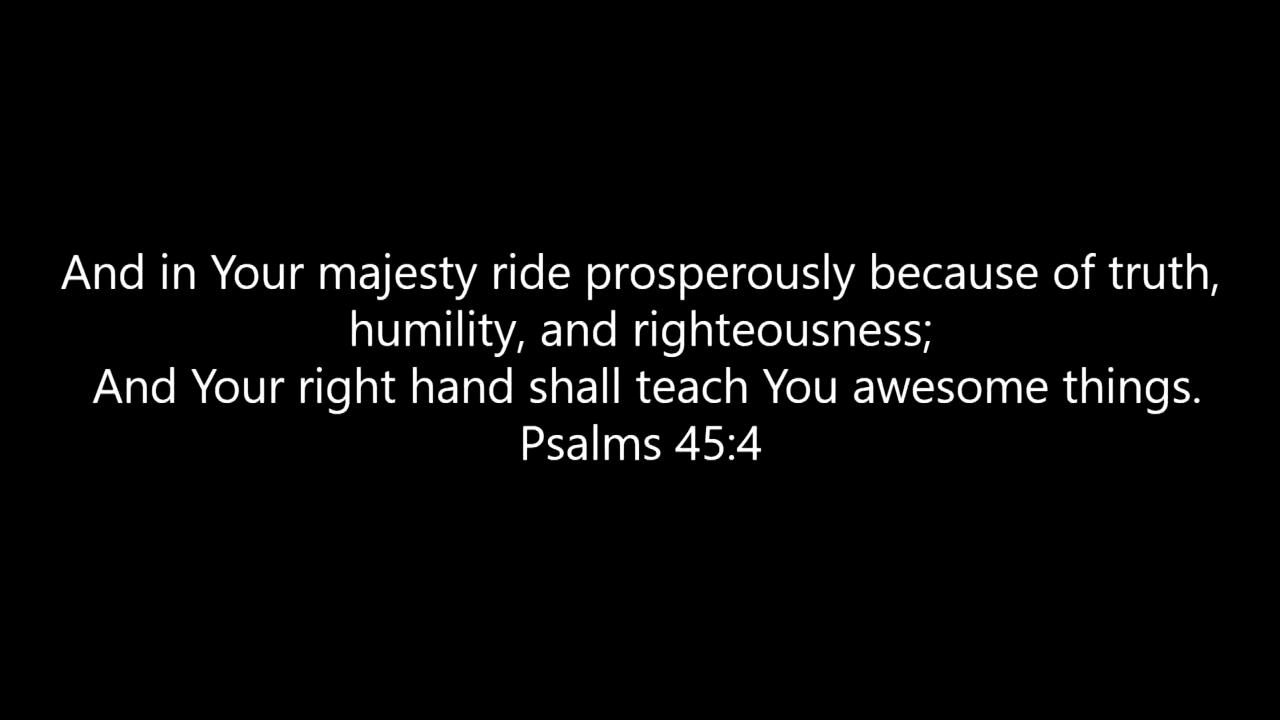 And in Your majesty ride prosperously because of truth,
humility, and righteousness;
And Your right hand shall teach You awesome things.
Psalms 45:4